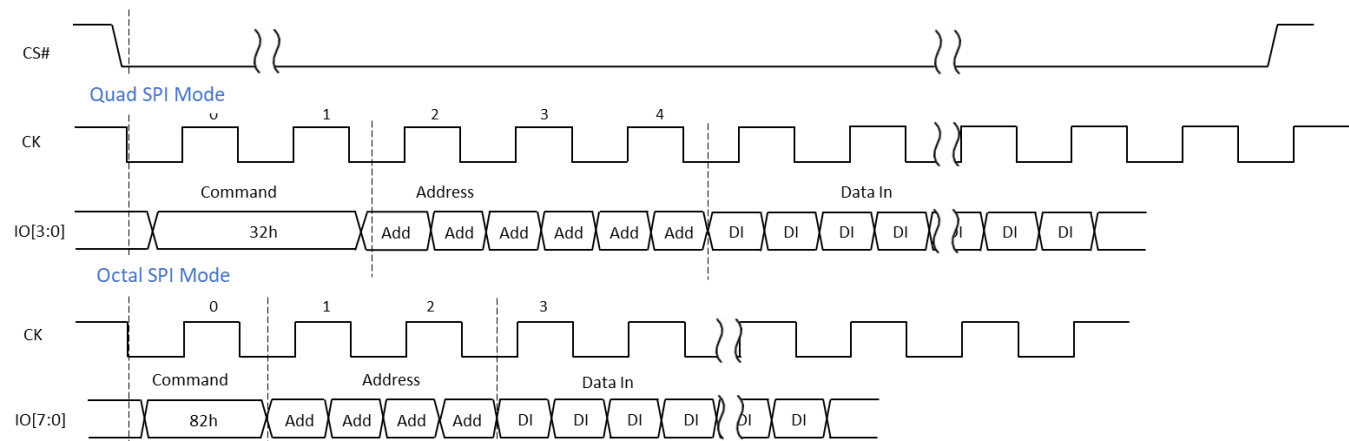 CS#
Quad SPI Mode
0 1 2 3 4
CK
Command Address Data In
IO[3:0] 32h Add Add Add Add Add Add DI DI DI DI DI DI DI
Octal SPI Mode
0 1 2 3
CK
Command Address Data In
IO[7:0] 82h Add Add Add Add DI DI DI DI DI DI